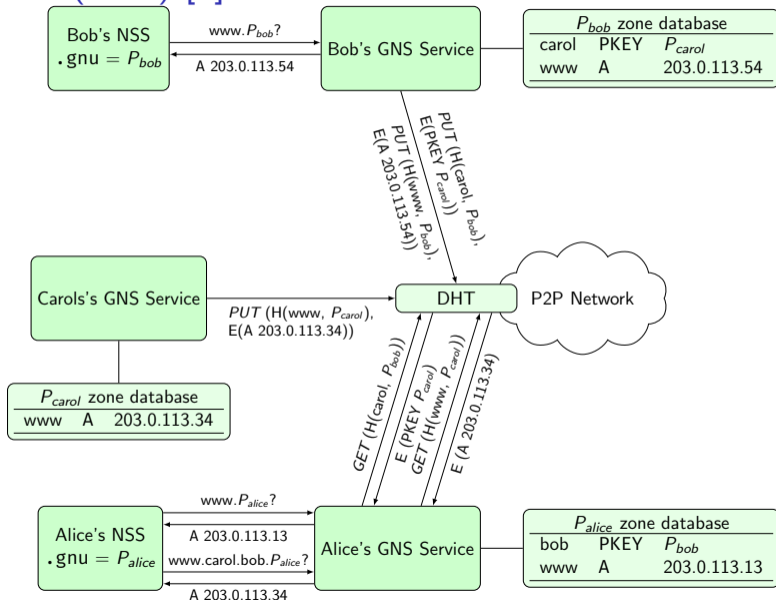 Bob's NSS
.gnu = P_bob
www.P_bob?
A 203.0.113.54
Bob's GNS Service
P_bob zone database
carol PKEY P_carol
www A 203.0.113.54
PUT (H(carol, P_bob),
E(PKEY P_carol))
PUT (H(www, P_bob),
E(A 203.0.113.54))
Carols's GNS Service
PUT (H(www, P_carol),
E(A 203.0.113.34))
DHT
P2P Network
P_carol zone database
www A 203.0.113.34
GET (H(carol, P_bob))
E (PKEY P_carol)
GET (H(www, P_carol))
E (A 203.0.113.34)
Alice's NSS
.gnu = P_alice
www.P_alice?
A 203.0.113.13
www.carol.bob.P_alice?
A 203.0.113.34
Alice's GNS Service
P_alice zone database
bob PKEY P_bob
www A 203.0.113.13